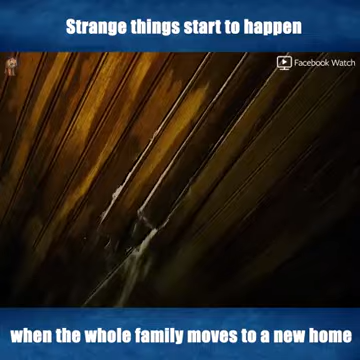 Strange things start to happen
Facebook Watch
when the whole family moves to a new home